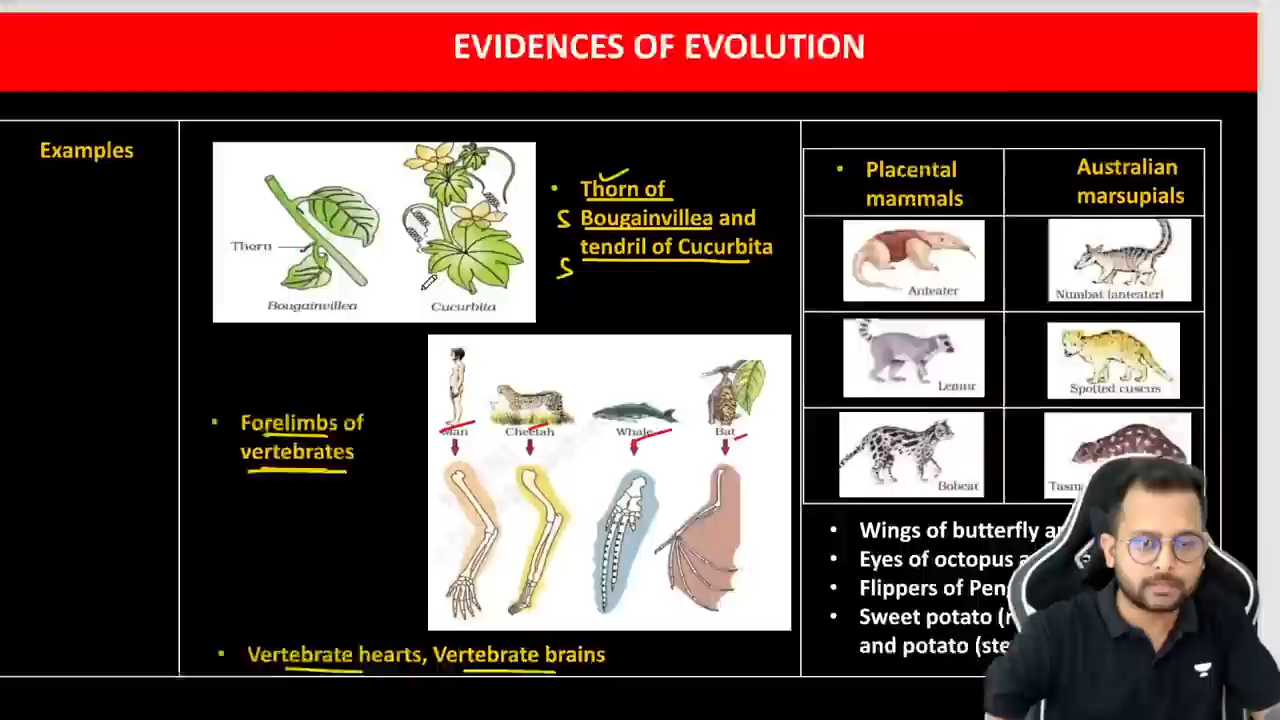 EVIDENCES OF EVOLUTION
Examples
Thorn
Bougainvillea
Cucurbita
• Thorn of
S Bougainvillea and
tendril of Cucurbita
S
• Forelimbs of
vertebrates
Man
Cheetah
Whale
Bat
• Vertebrate hearts, Vertebrate brains
• Placental
mammals
Australian
marsupials
Anteater
Numbat (anteater)
Lemur
Spotted cuscus
Bobcat
• Wings of butterfly
• Eyes of octopus
• Flippers of
• Sweet potato
and potato